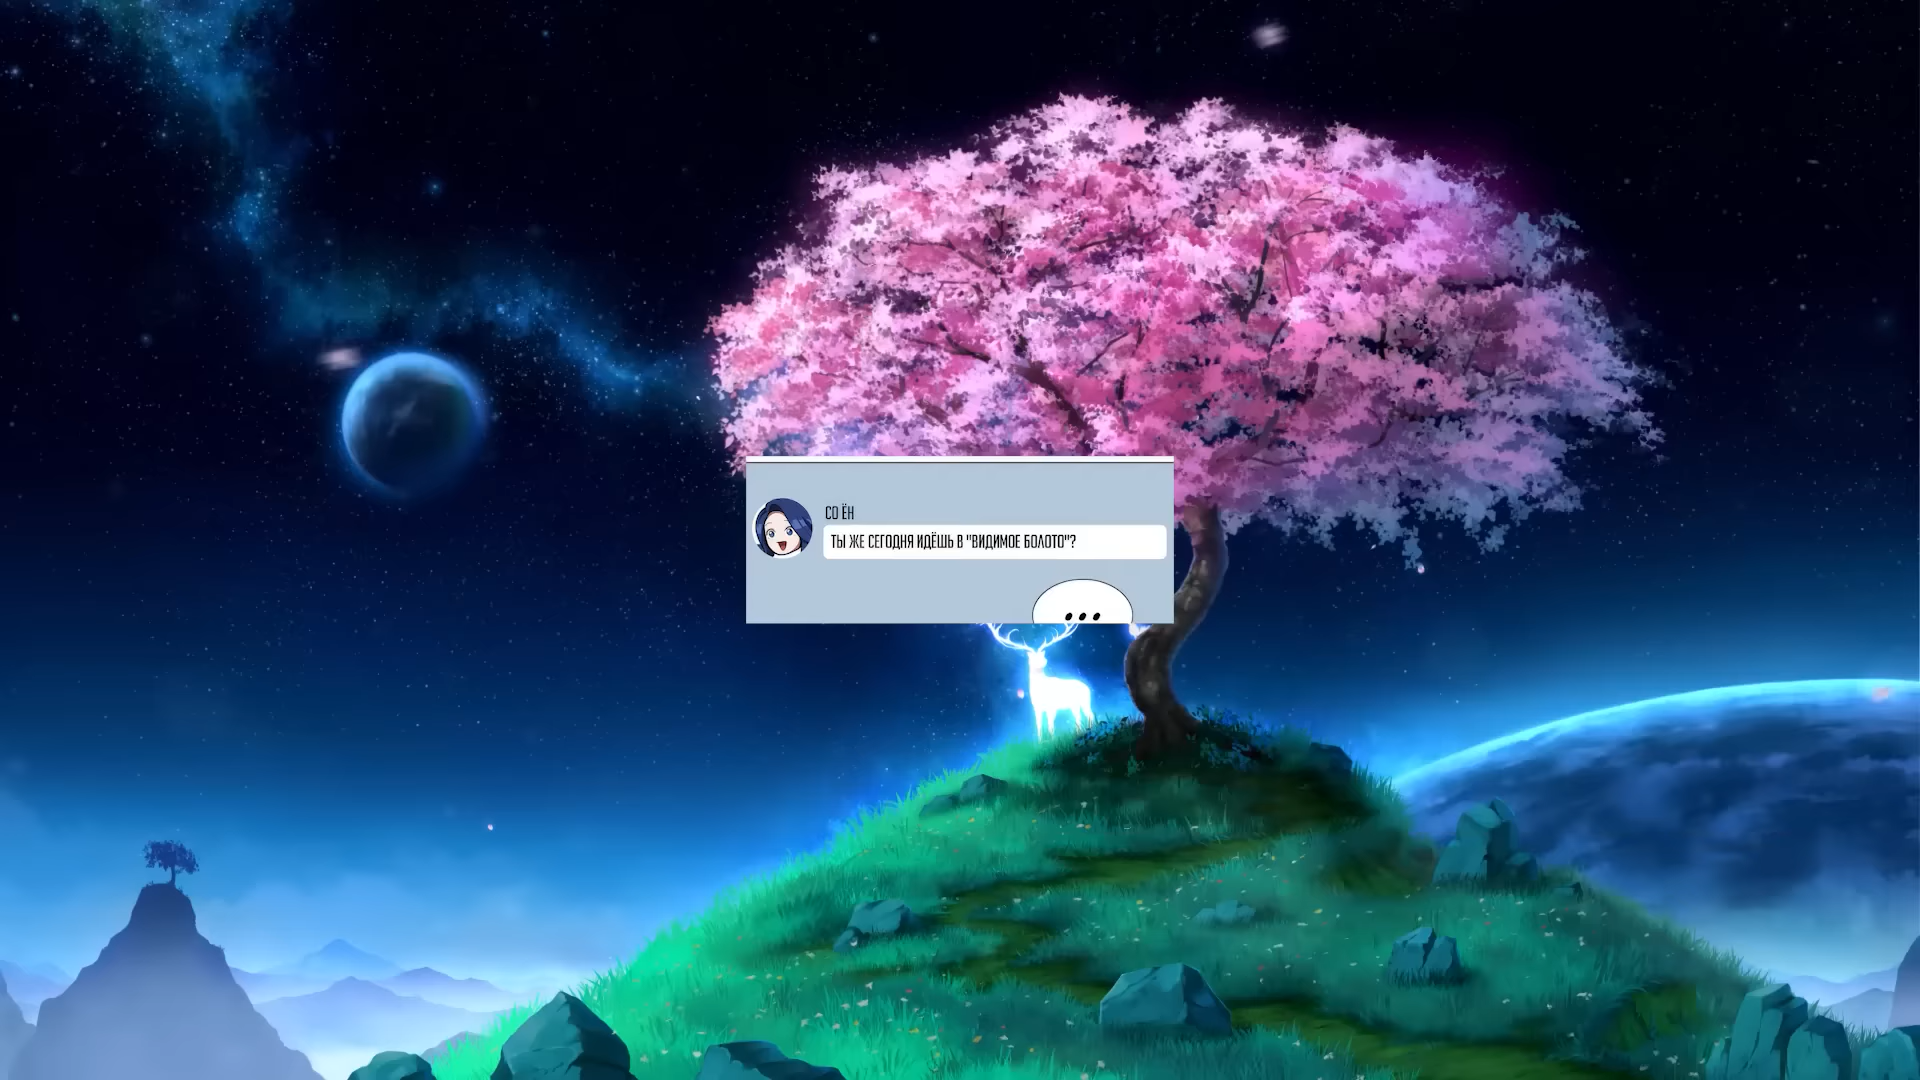 СО ЁН
ТЫ ЖЕ СЕГОДНЯ ИДЁШЬ В "ВИДИМОЕ БОЛОТО"?
...